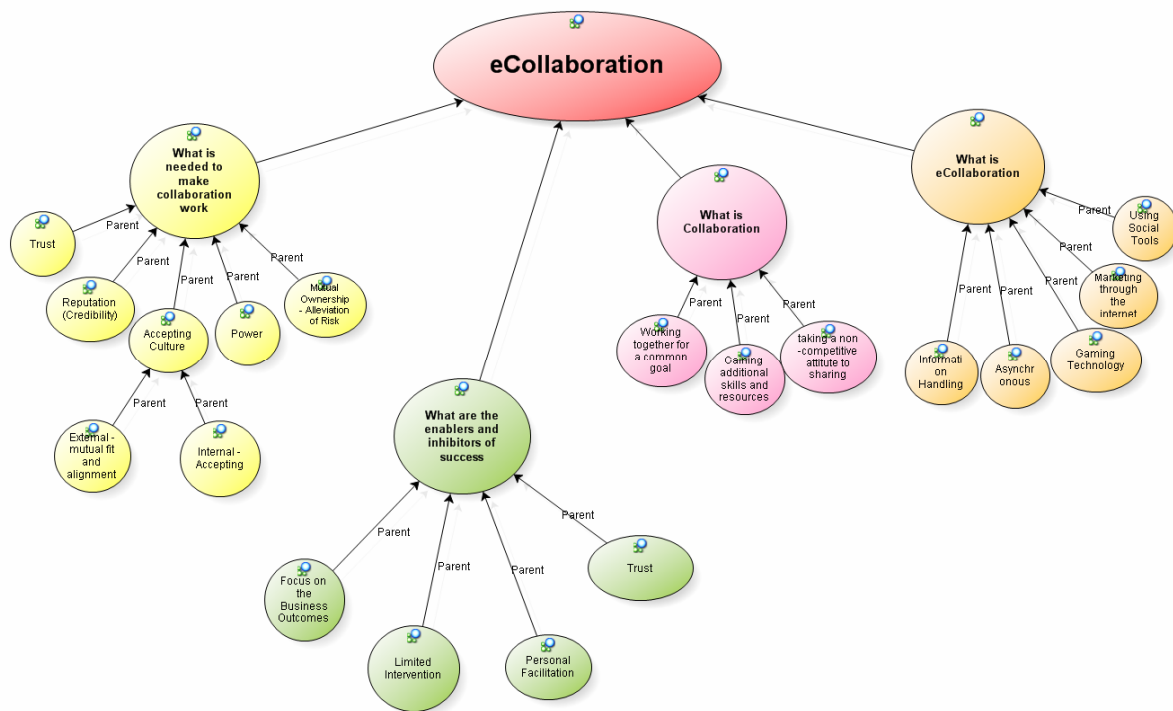 eCollaboration
What is
needed to
make
collaboration
work
What is
eCollaboration
What is
Collaboration
Trust
Parent
Reputation
(Credibility)
Parent
Accepting
Culture
Parent
Power
Parent
Mutual
Ownership
- Alleviation
of Risk
Parent
External -
mutual fit
and
alignment
Parent
Internal -
Accepting
Parent
What are the
enablers and
inhibitors of
success
Focus on
the
Business
Outcomes
Parent
Limited
Intervention
Parent
Personal
Facilitation
Parent
Trust
Parent
Working
together for
a common
goal
Parent
Gaining
additional
skills and
resources
Parent
taking a non
-competitive
attitute to
sharing
Parent
Informati
on
Handling
Parent
Asynchr
onous
Parent
Gaming
Technology
Parent
Marketing
through
the
internet
Parent
Using
Social
Tools
Parent